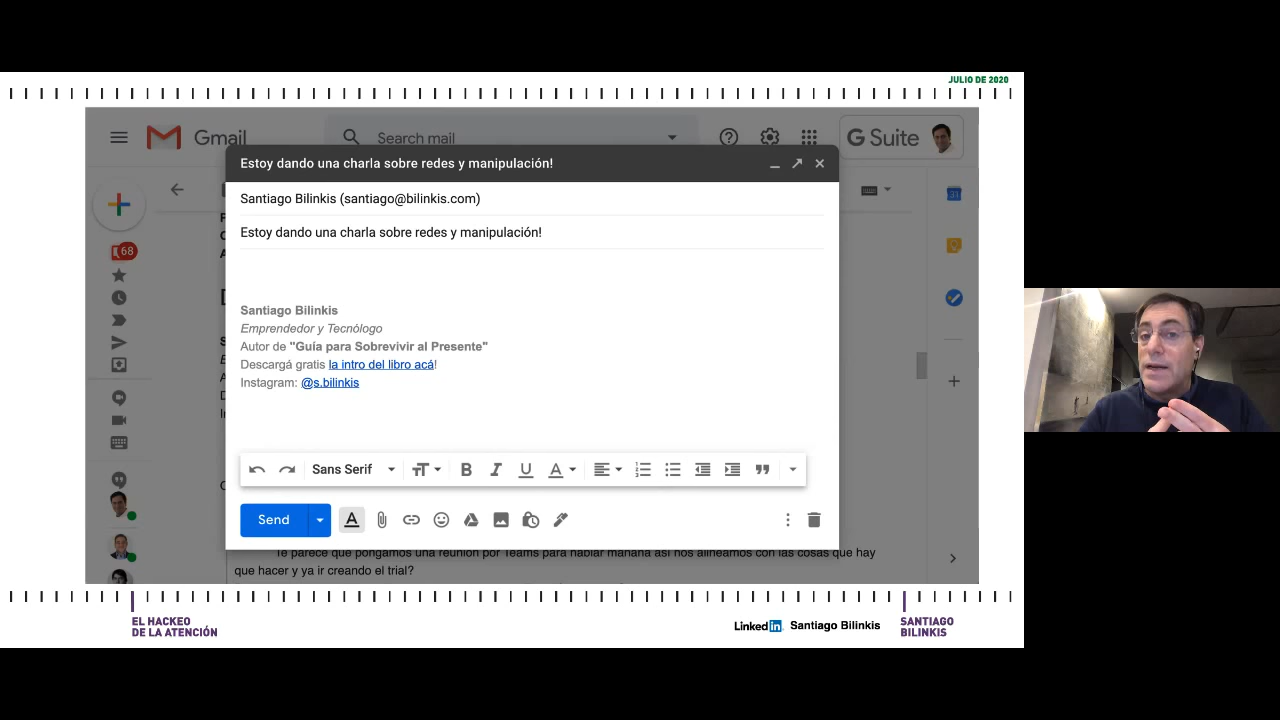 JULIO DE 2020
Gmail
Search mail
G Suite
Estoy dando una charla sobre redes y manipulación!
Santiago Bilinkis (santiago@bilinkis.com)
Estoy dando una charla sobre redes y manipulación!
31
68
Santiago Bilinkis
Emprendedor y Tecnólogo
Autor de "Guía para Sobrevivir al Presente"
Descargá gratis la intro del libro acá!
Instagram: @s.bilinkis
Sans Serif
Send
Te parece que pongamos una reunión por Teams para hablar mañana así nos alineamos con las cosas que hay
que hacer y ya ir creando el trial?
EL HACKEO
DE LA ATENCIÓN
Linked in Santiago Bilinkis
SANTIAGO
BILINKIS